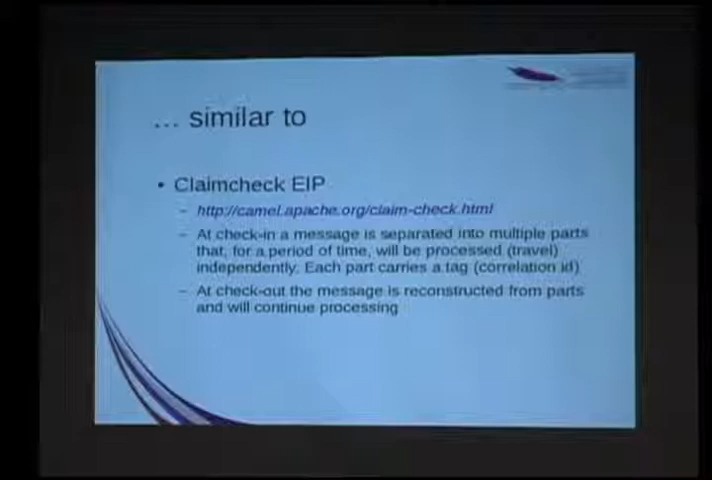 ... similar to
• Claimcheck EIP
– http://camel.apache.org/claim-check.html
– At check-in a message is separated into multiple parts
that, for a period of time, will be processed (travel)
independently. Each part carries a tag (correlation id)
– At check-out the message is reconstructed from parts
and will continue processing